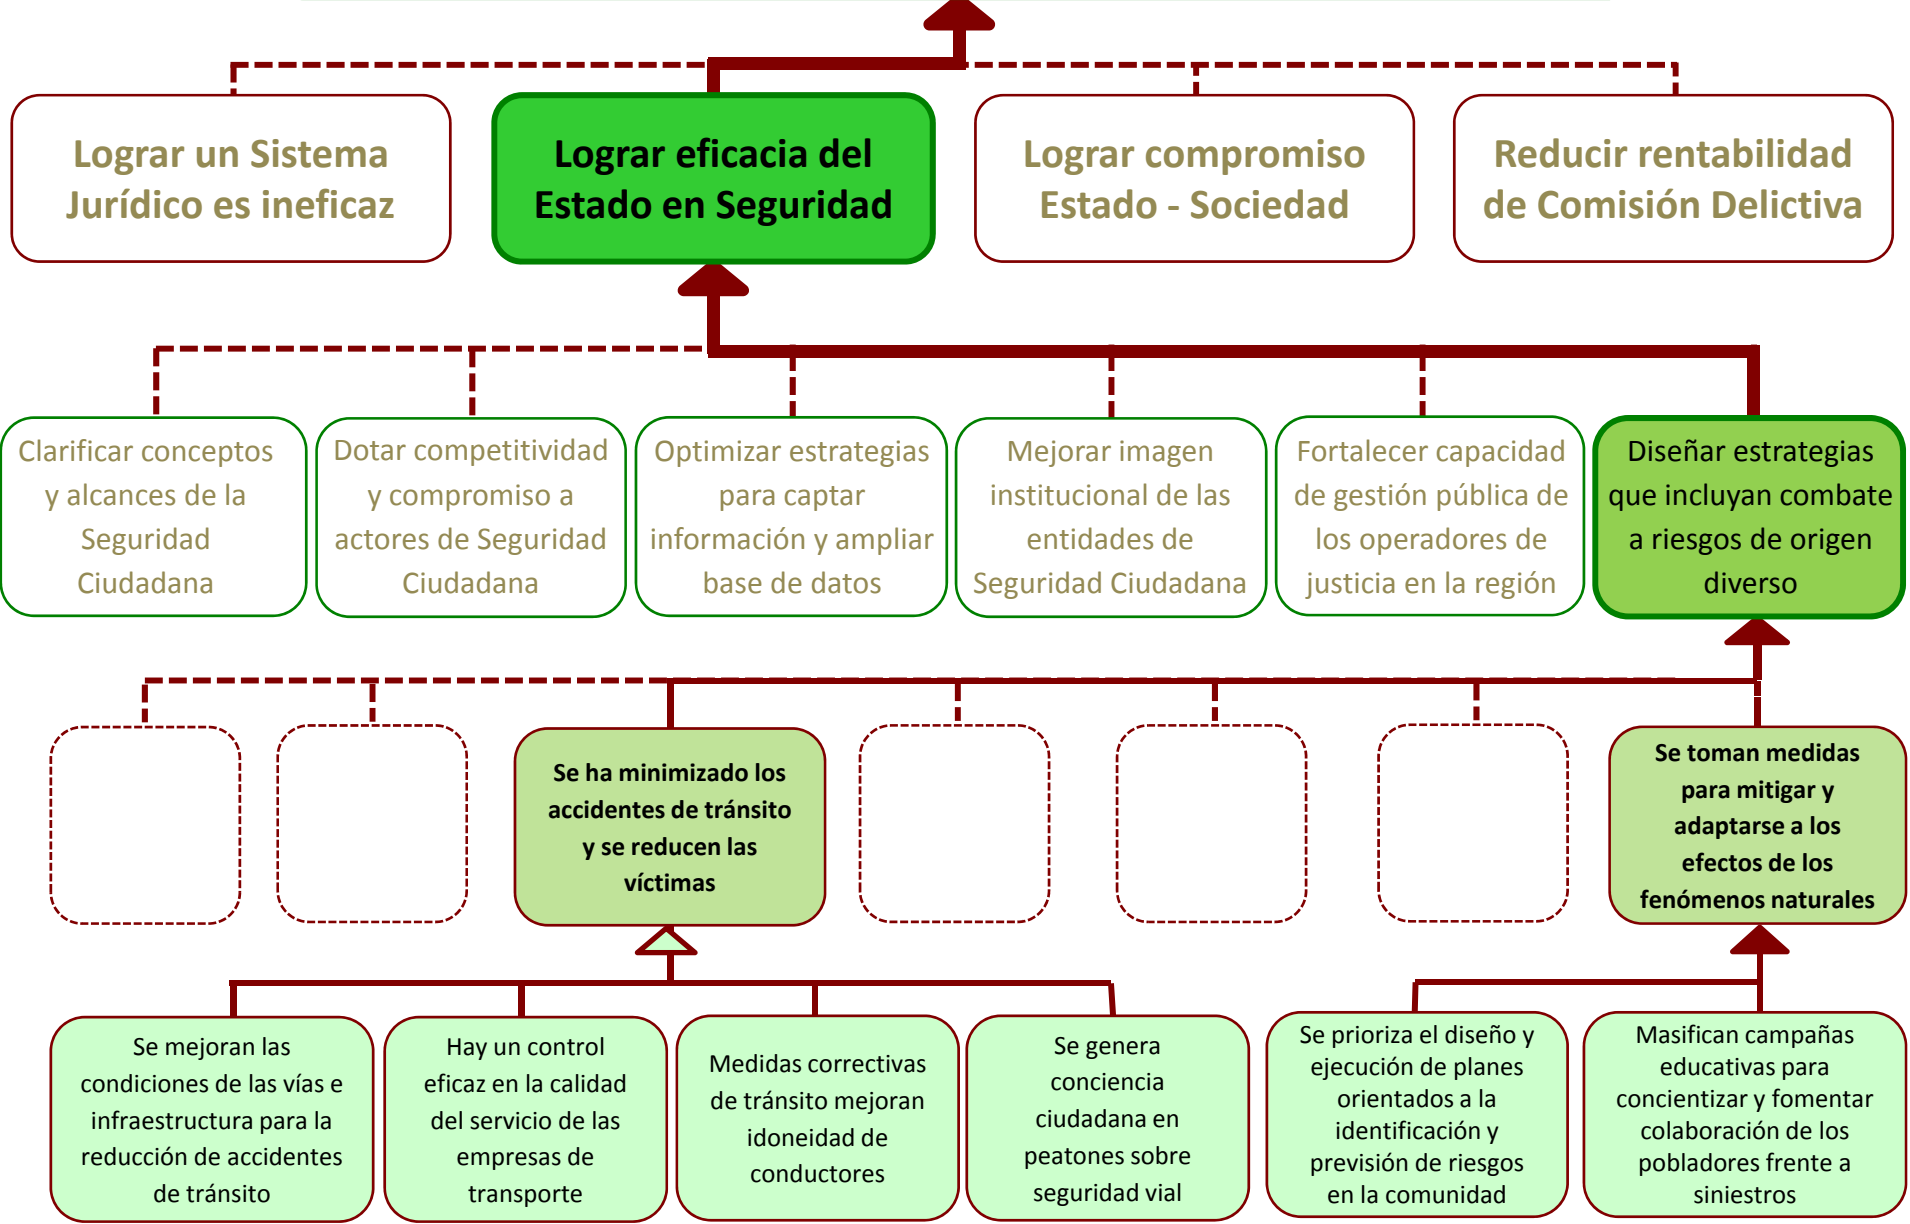 Lograr un Sistema
Jurídico es ineficaz
Lograr eficacia del
Estado en Seguridad
Lograr compromiso
Estado - Sociedad
Reducir rentabilidad
de Comisión Delictiva
Clarificar conceptos
y alcances de la
Seguridad
Ciudadana
Dotar competitividad
y compromiso a
actores de Seguridad
Ciudadana
Optimizar estrategias
para captar
información y ampliar
base de datos
Mejorar imagen
institucional de las
entidades de
Seguridad Ciudadana
Fortalecer capacidad
de gestión pública de
los operadores de
justicia en la región
Diseñar estrategias
que incluyan combate
a riesgos de origen
diverso
Se ha minimizado los
accidentes de tránsito
y se reducen las
víctimas
Se toman medidas
para mitigar y
adaptarse a los
efectos de los
fenómenos naturales
Se mejoran las
condiciones de las vías e
infraestructura para la
reducción de accidentes
de tránsito
Hay un control
eficaz en la calidad
del servicio de las
empresas de
transporte
Medidas correctivas
de tránsito mejoran
idoneidad de
conductores
Se genera
conciencia
ciudadana en
peatones sobre
seguridad vial
Se prioriza el diseño y
ejecución de planes
orientados a la
identificación y
previsión de riesgos
en la comunidad
Masifican campañas
educativas para
concientizar y fomentar
colaboración de los
pobladores frente a
siniestros